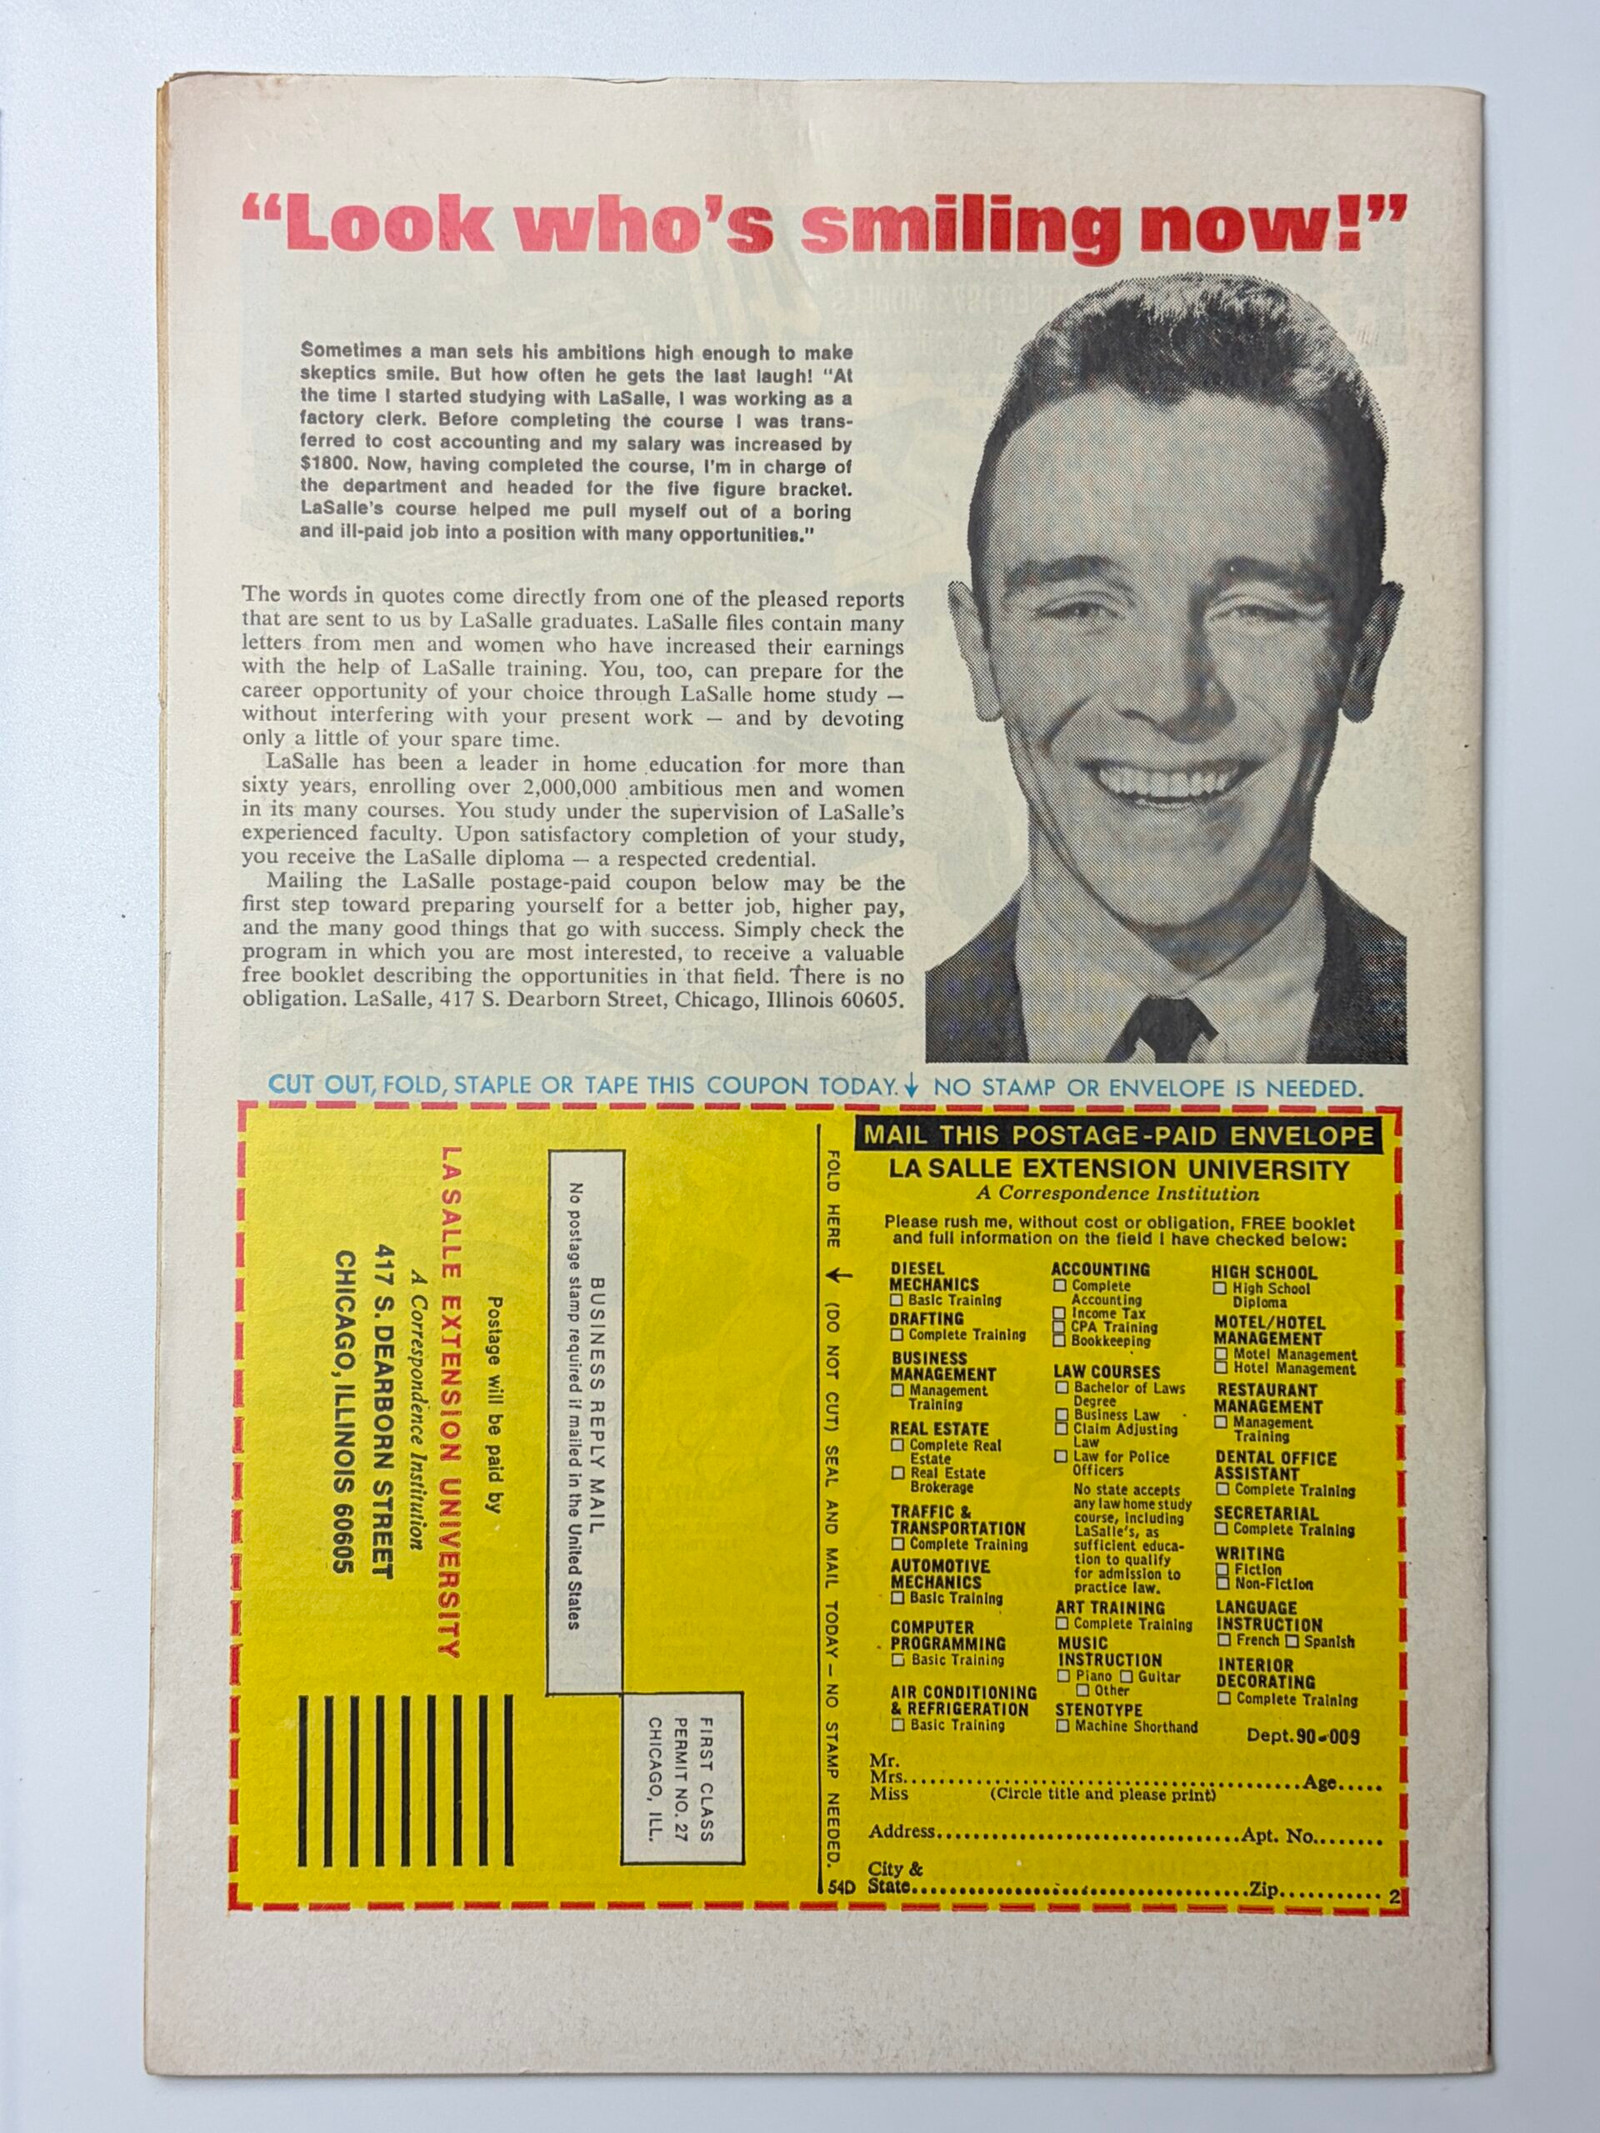 “Look who’s smiling now!”
Sometimes a man sets his ambitions high enough to make
skeptics smile. But how often he gets the last laugh! “At
the time I started studying with LaSalle, I was working as a
factory clerk. Before completing the course I was trans-
ferred to cost accounting and my salary was increased by
$1800. Now, having completed the course, I’m in charge of
the department and headed for the five figure bracket.
LaSalle’s course helped me pull myself out of a boring
and ill-paid job into a position with many opportunities.”
The words in quotes come directly from one of the pleased reports
that are sent to us by LaSalle graduates. LaSalle files contain many
letters from men and women who have increased their earnings
with the help of LaSalle training. You, too, can prepare for the
career opportunity of your choice through LaSalle home study —
without interfering with your present work — and by devoting
only a little of your spare time.
LaSalle has been a leader in home education for more than
sixty years, enrolling over 2,000,000 ambitious men and women
in its many courses. You study under the supervision of LaSalle’s
experienced faculty. Upon satisfactory completion of your study,
you receive the LaSalle diploma — a respected credential.
Mailing the LaSalle postage-paid coupon below may be the
first step toward preparing yourself for a better job, higher pay,
and the many good things that go with success. Simply check the
program in which you are most interested, to receive a valuable
free booklet describing the opportunities in that field. There is no
obligation. LaSalle, 417 S. Dearborn Street, Chicago, Illinois 60605.
CUT OUT, FOLD, STAPLE OR TAPE THIS COUPON TODAY.↓ NO STAMP OR ENVELOPE IS NEEDED.
FIRST CLASS
PERMIT NO. 27
CHICAGO, ILL.
BUSINESS REPLY MAIL
No postage stamp required if mailed in the United States
Postage will be paid by
LA SALLE EXTENSION UNIVERSITY
A Correspondence Institution
417 S. DEARBORN STREET
CHICAGO, ILLINOIS 60605
FOLD HERE ↓ (DO NOT CUT) SEAL AND MAIL TODAY — NO STAMP NEEDED.
54D
MAIL THIS POSTAGE-PAID ENVELOPE
LA SALLE EXTENSION UNIVERSITY
A Correspondence Institution
Please rush me, without cost or obligation, FREE booklet
and full information on the field I have checked below:
DIESEL
MECHANICS
☐ Basic Training
DRAFTING
☐ Complete Training
BUSINESS
MANAGEMENT
☐ Management
Training
REAL ESTATE
☐ Complete Real
Estate
☐ Real Estate
Brokerage
TRAFFIC &
TRANSPORTATION
☐ Complete Training
AUTOMOTIVE
MECHANICS
☐ Basic Training
COMPUTER
PROGRAMMING
☐ Basic Training
AIR CONDITIONING
& REFRIGERATION
☐ Basic Training
ACCOUNTING
☐ Complete
Accounting
☐ Income Tax
☐ CPA Training
☐ Bookkeeping
LAW COURSES
☐ Bachelor of Laws
Degree
☐ Business Law
☐ Claim Adjusting
Law
☐ Law for Police
Officers
No state accepts
any law home study
course, including
LaSalle’s, as
sufficient educa-
tion to qualify
for admission to
practice law.
ART TRAINING
☐ Complete Training
MUSIC
INSTRUCTION
☐ Piano ☐ Guitar
☐ Other
STENOTYPE
☐ Machine Shorthand
HIGH SCHOOL
☐ High School
Diploma
MOTEL/HOTEL
MANAGEMENT
☐ Motel Management
☐ Hotel Management
RESTAURANT
MANAGEMENT
☐ Management
Training
DENTAL OFFICE
ASSISTANT
☐ Complete Training
SECRETARIAL
☐ Complete Training
WRITING
☐ Fiction
☐ Non-Fiction
LANGUAGE
INSTRUCTION
☐ French ☐ Spanish
INTERIOR
DECORATING
☐ Complete Training
Dept. 90-009
Mr.
Mrs. Age
Miss (Circle title and please print)
Address Apt. No.
City &
State Zip 2